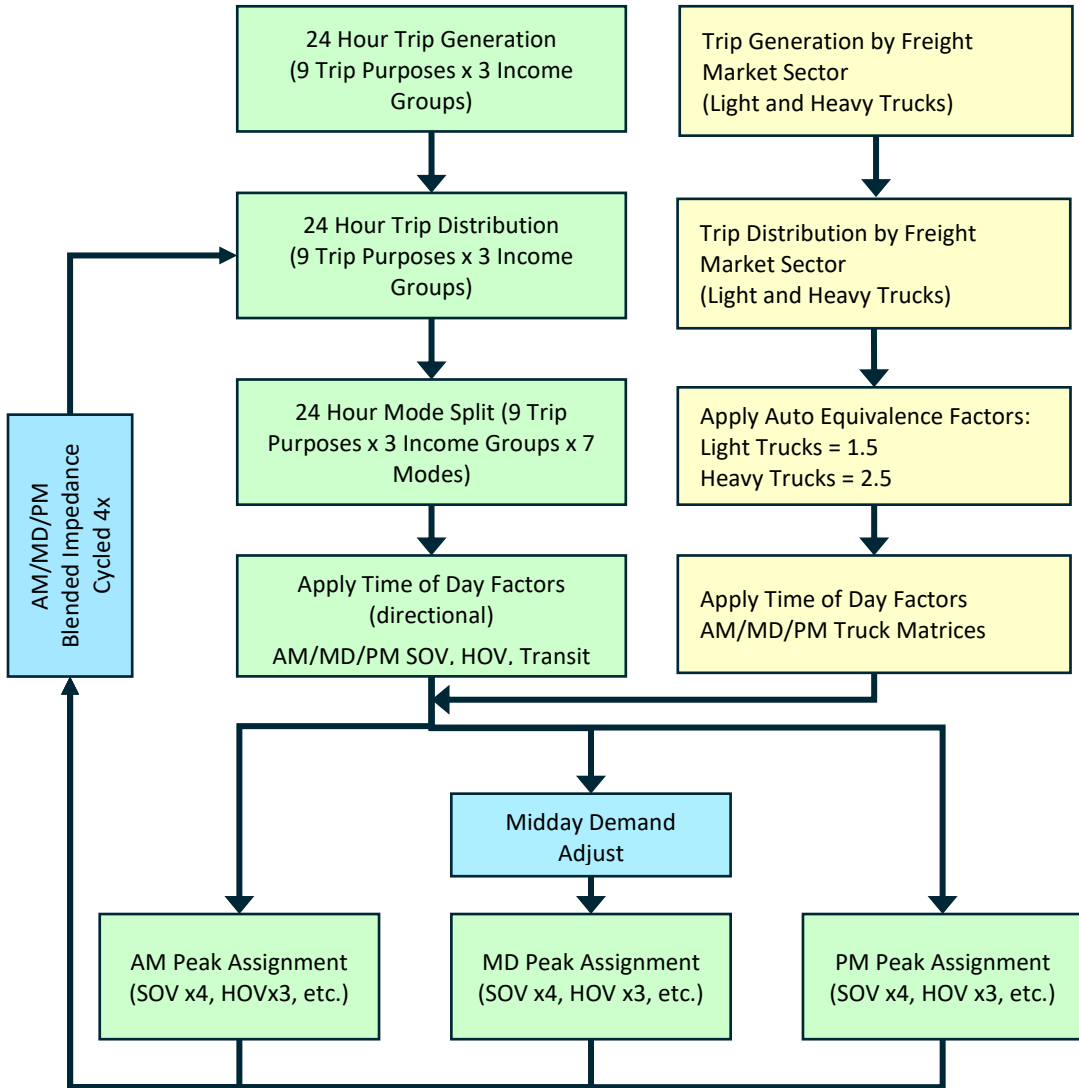 24 Hour Trip Generation
(9 Trip Purposes x 3 Income
Groups)
Trip Generation by Freight
Market Sector
(Light and Heavy Trucks)
24 Hour Trip Distribution
(9 Trip Purposes x 3 Income
Groups)
Trip Distribution by Freight
Market Sector
(Light and Heavy Trucks)
AM/MD/PM
Blended Impedance
Cycled 4x
24 Hour Mode Split (9 Trip
Purposes x 3 Income Groups x 7
Modes)
Apply Auto Equivalence Factors:
Light Trucks = 1.5
Heavy Trucks = 2.5
Apply Time of Day Factors
(directional)
AM/MD/PM SOV, HOV, Transit
Apply Time of Day Factors
AM/MD/PM Truck Matrices
Midday Demand
Adjust
AM Peak Assignment
(SOV x4, HOVx3, etc.)
MD Peak Assignment
(SOV x4, HOV x3, etc.)
PM Peak Assignment
(SOV x4, HOV x3, etc.)